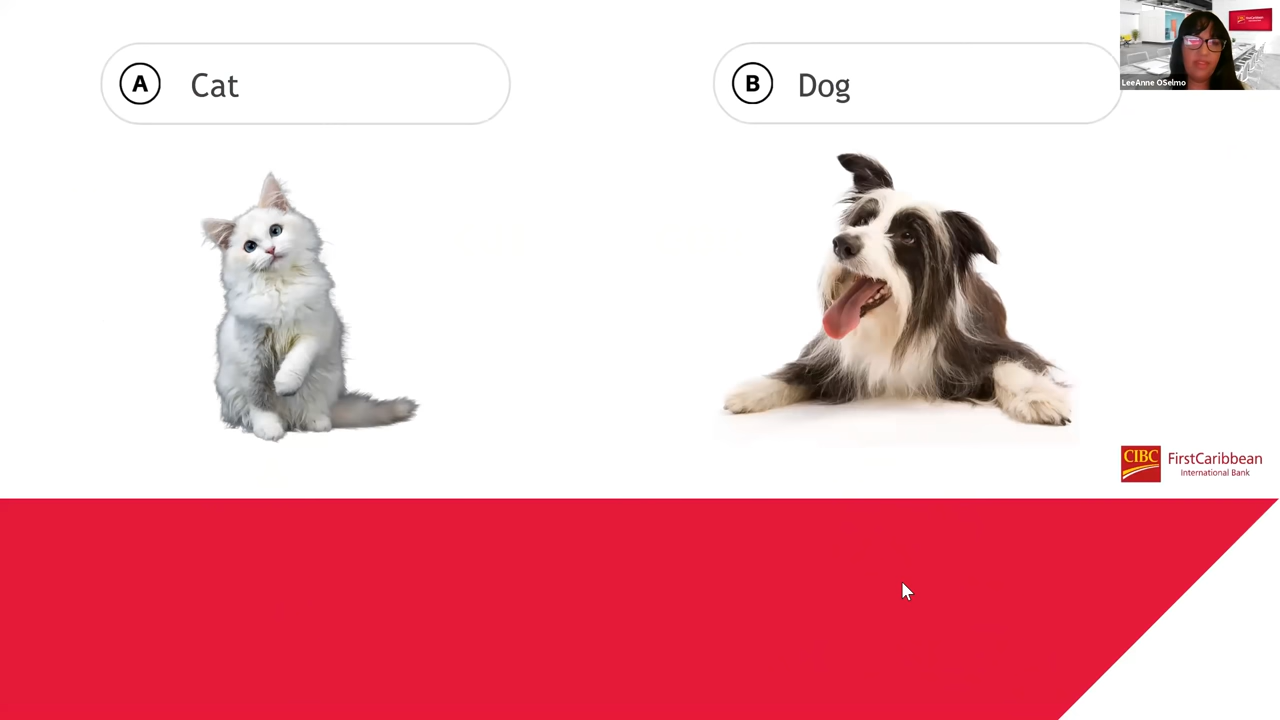 A Cat
B Dog
LeeAnne OSelmo
CIBC FirstCaribbean
International Bank